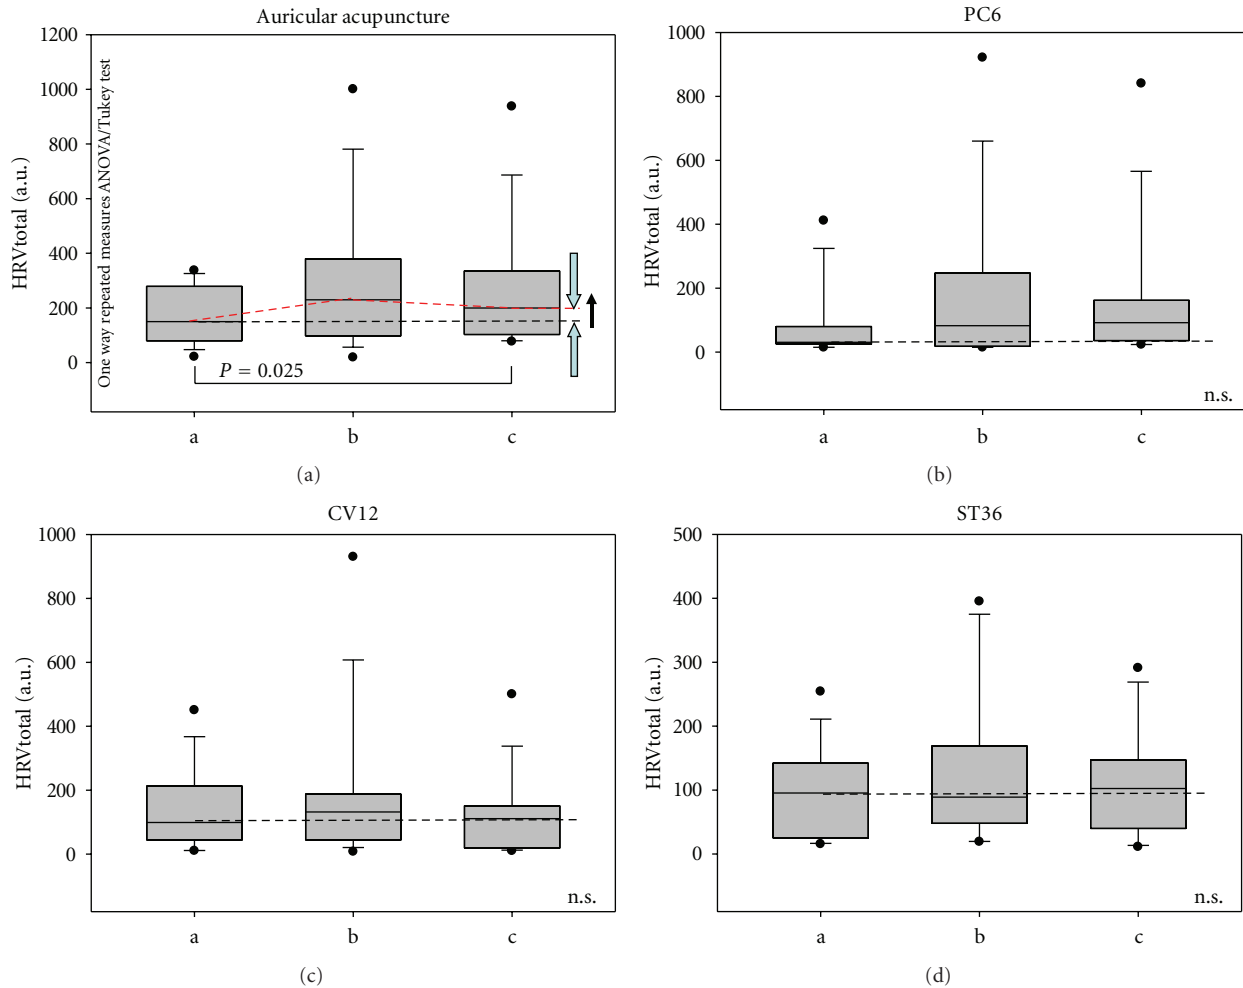 Auricular acupuncture
1200
1000
800
600
400
200
0
HRVtotal (a.u.)
One way repeated measures ANOVA/Tukey test
P = 0.025
a b c
(a)
PC6
1000
800
600
400
200
0
HRVtotal (a.u.)
n.s.
a b c
(b)
CV12
1000
800
600
400
200
0
HRVtotal (a.u.)
n.s.
a b c
(c)
ST36
500
400
300
200
100
0
HRVtotal (a.u.)
n.s.
a b c
(d)